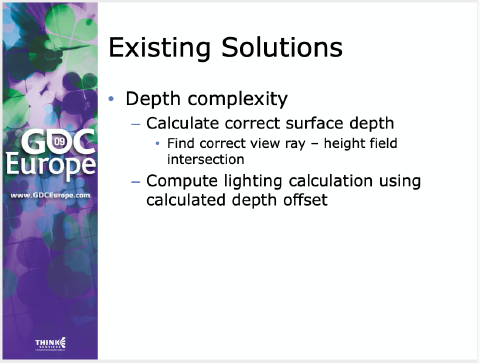 Existing Solutions
• Depth complexity
– Calculate correct surface depth
• Find correct view ray – height field
intersection
– Compute lighting calculation using
calculated depth offset
GDC
09
Europe
www.GDCEurope.com
THINK
SERVICES